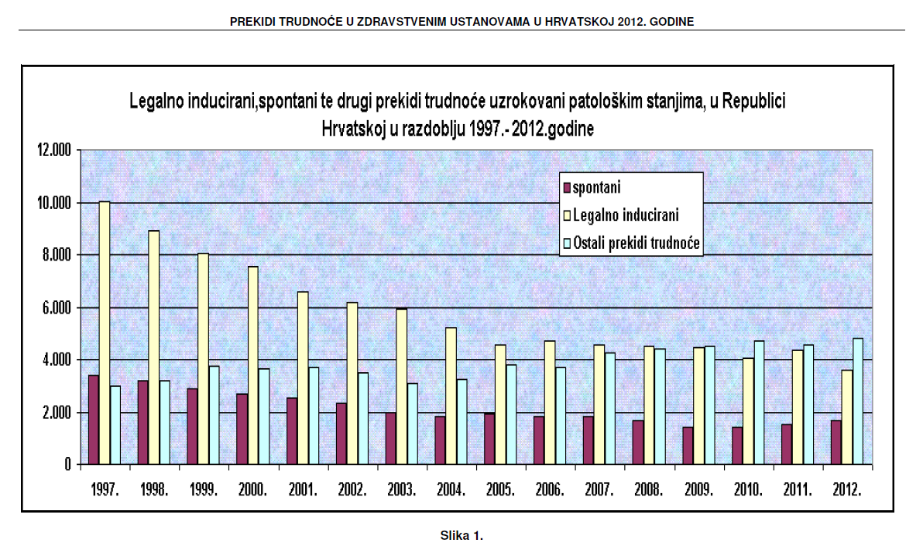 PREKIDI TRUDNOĆE U ZDRAVSTVENIM USTANOVAMA U HRVATSKOJ 2012. GODINE
Legalno inducirani,spontani te drugi prekidi trudnoće uzrokovani patološkim stanjima, u Republici
Hrvatskoj u razdoblju 1997.- 2012.godine
12.000
10.000
8.000
6.000
4.000
2.000
0
spontani
Legalno inducirani
Ostali prekidi trudnoće
1997. 1998. 1999. 2000. 2001. 2002. 2003. 2004. 2005. 2006. 2007. 2008. 2009. 2010. 2011. 2012.
Slika 1.